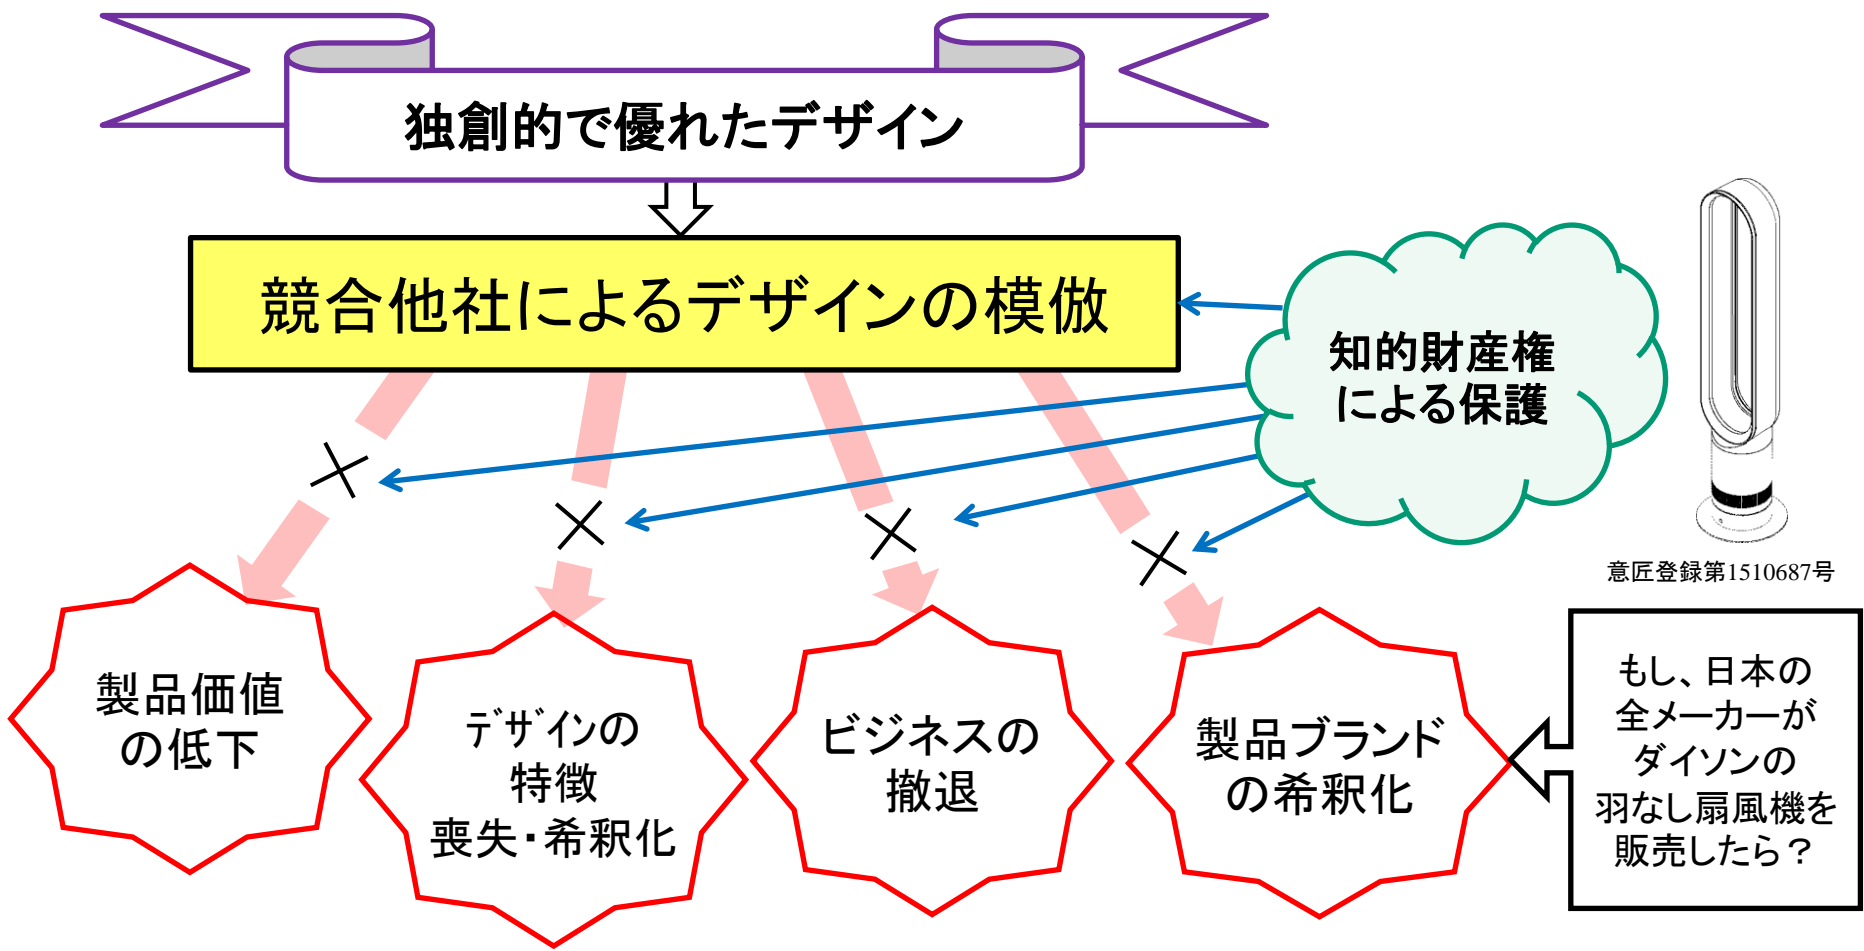 独創的で優れたデザイン
競合他社によるデザインの模倣
知的財産権
による保護
意匠登録第1510687号
製品価値
の低下
ﾃﾞｻﾞｲﾝの
特徴
喪失・希釈化
ビジネスの
撤退
製品ブランド
の希釈化
もし、日本の
全メーカーが
ダイソンの
羽なし扇風機を
販売したら？